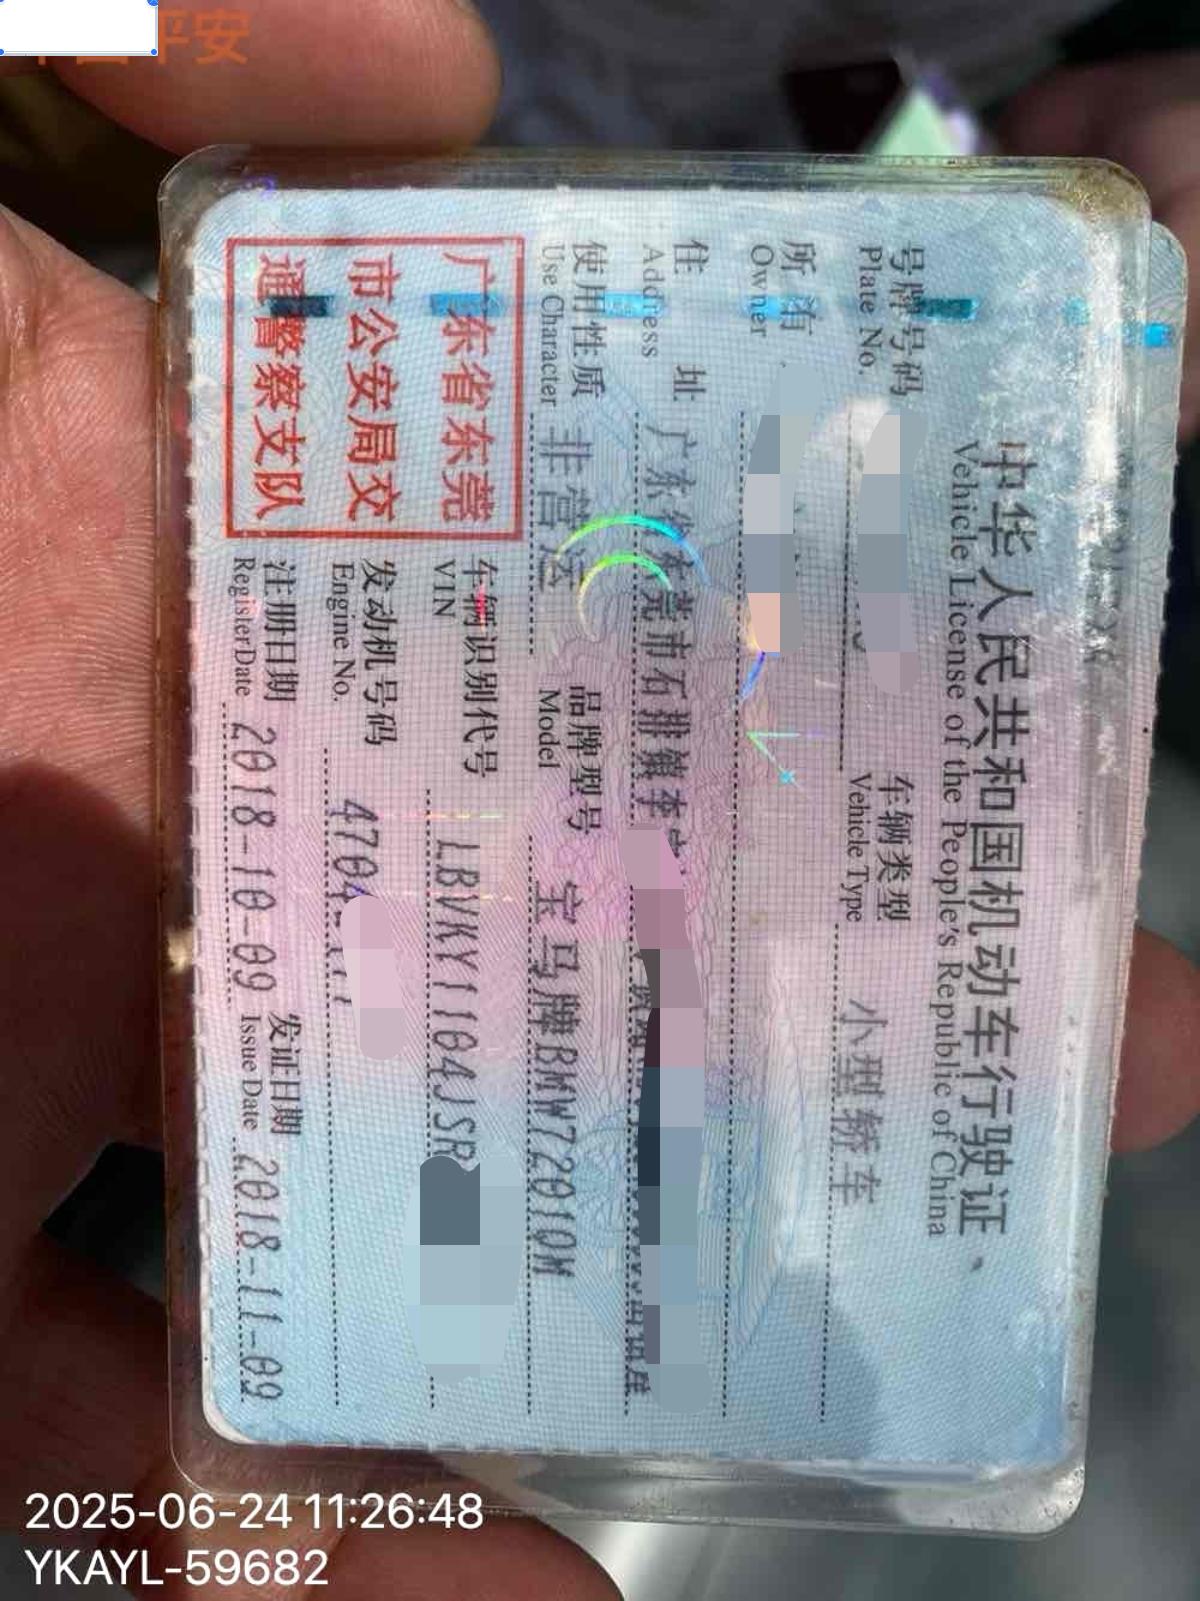 平安
中华人民共和国机动车行驶证
Vehicle License of the People's Republic of China
号牌号码
Plate No.
车辆类型 小型轿车
Vehicle Type
所有
Owner
住 址 广东省东莞市石排镇李
Address
使用性质 非营运
Use Character
品牌型号 宝马牌BMW7201QM
Model
广东省东莞
市公安局交
通警察支队
车辆识别代号 LBVKY1104JSR
VIN
发动机号码 4704
Engine No.
注册日期 2018-10-09
Register Date
发证日期 2018-11-09
Issue Date
2025-06-24 11:26:48
YKAYL-59682